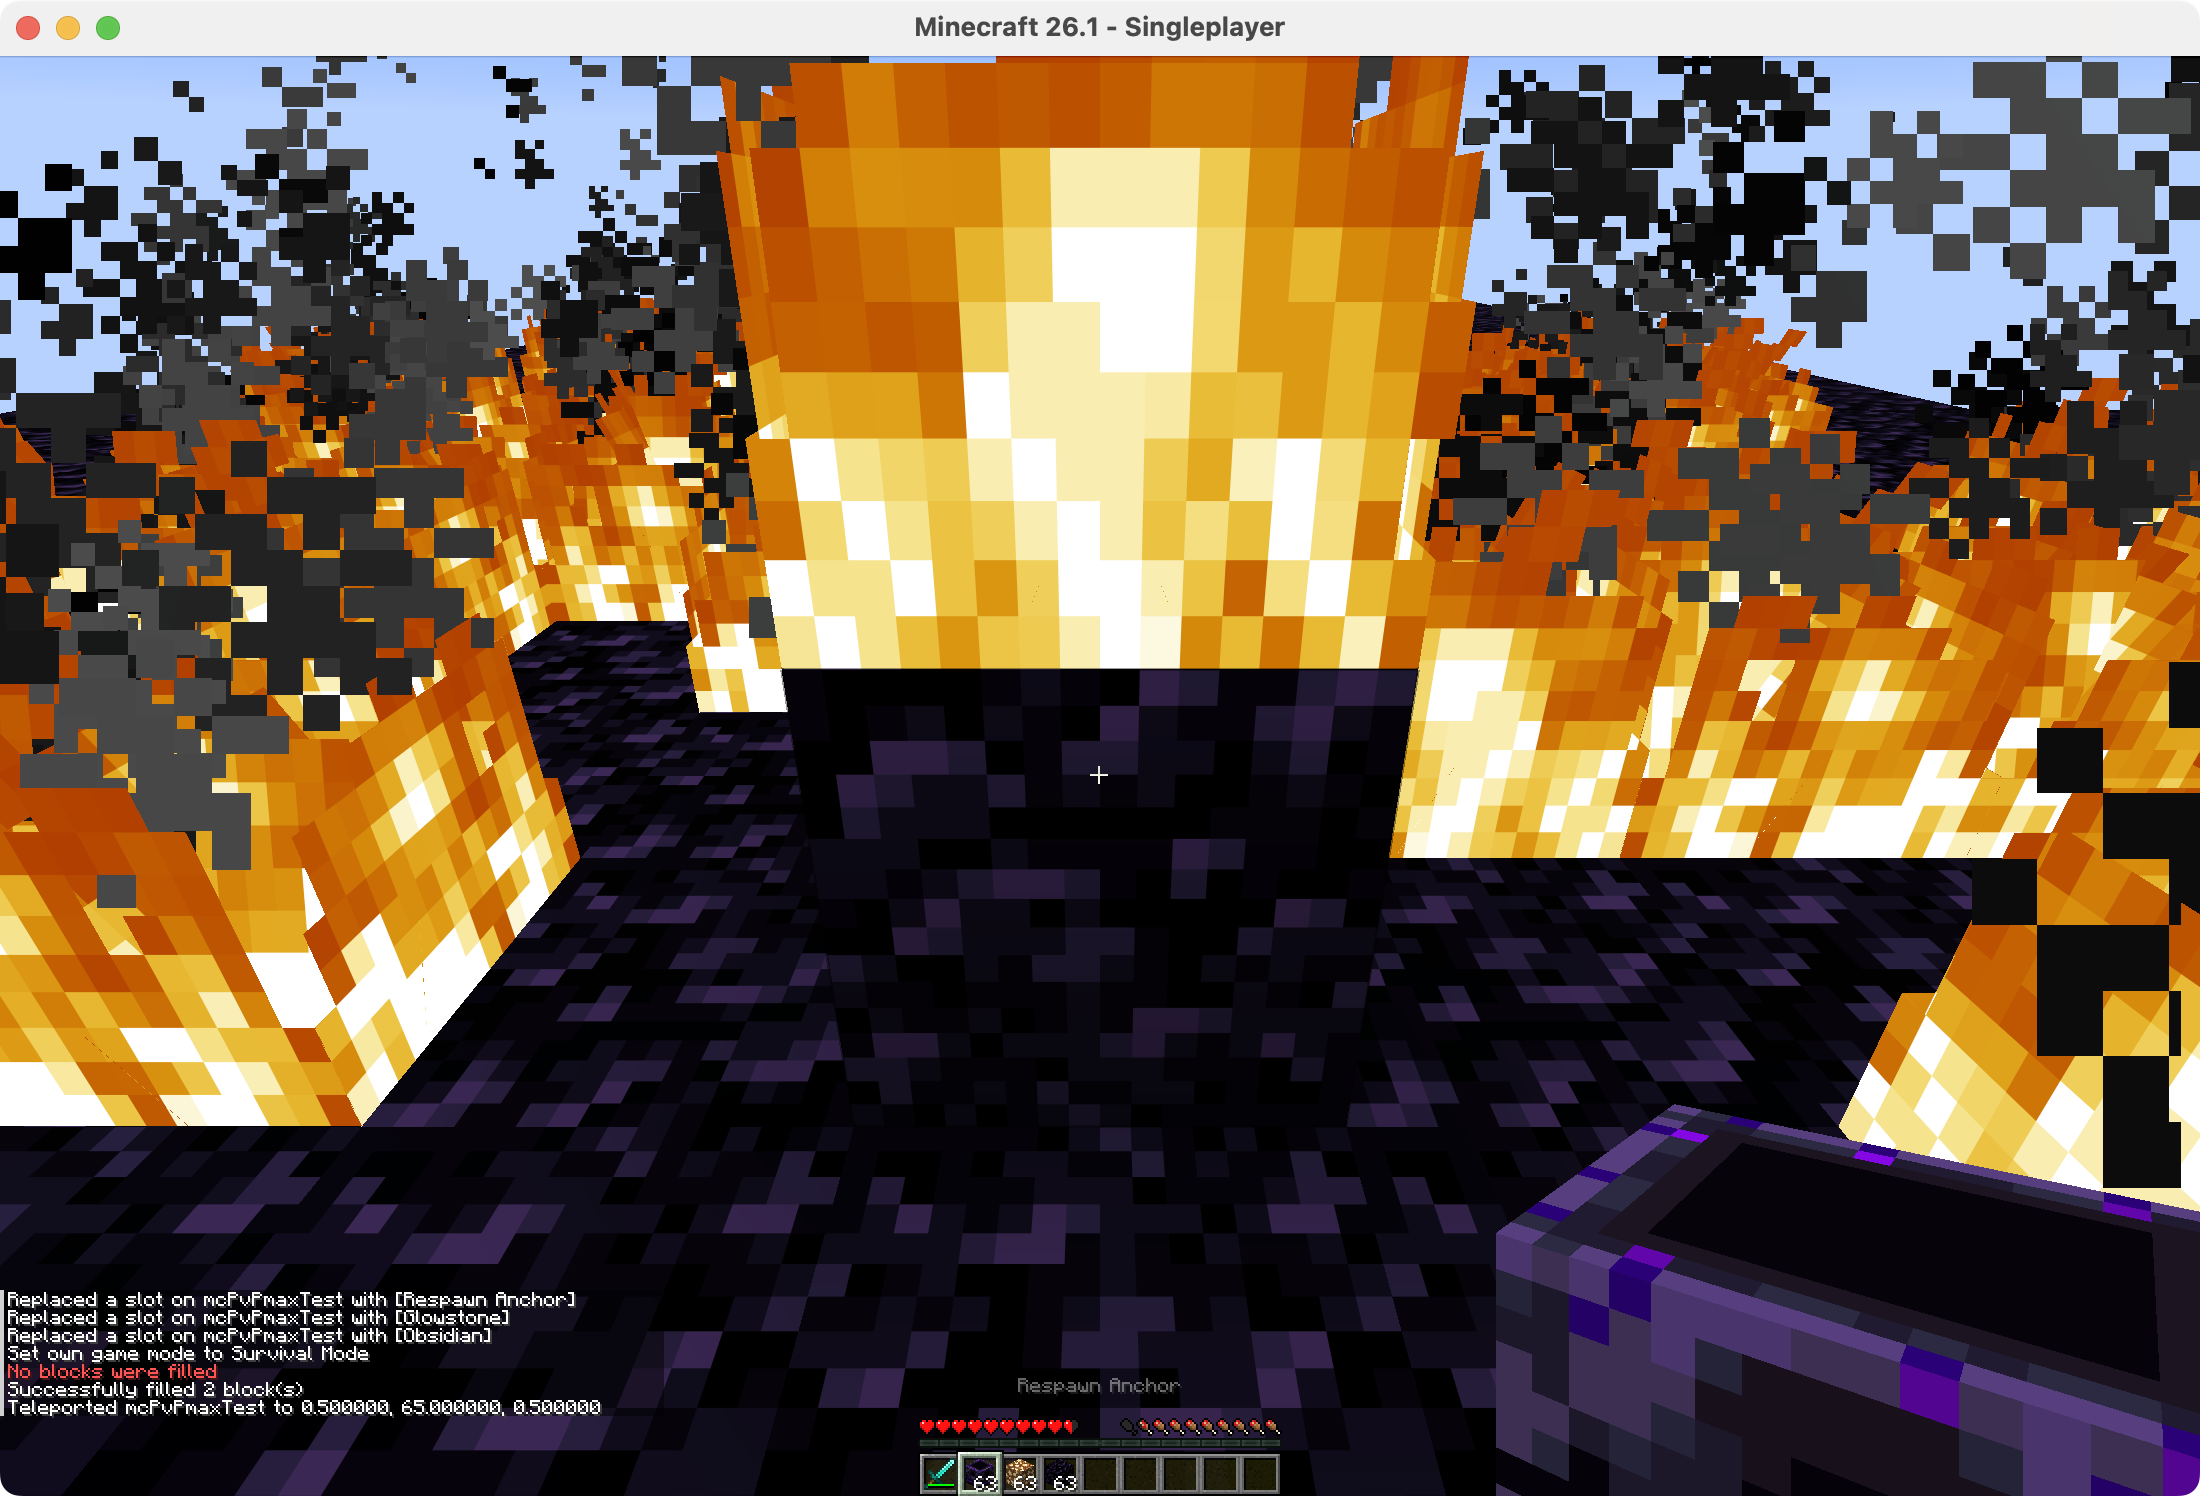 Minecraft 26.1 - Singleplayer
Replaced a slot on mcPvPmaxTest with [Respawn Anchor]
Replaced a slot on mcPvPmaxTest with [Glowstone]
Replaced a slot on mcPvPmaxTest with [Obsidian]
Set own game mode to Survival Mode
No blocks were filled
Successfully filled 2 block(s)
Teleported mcPvPmaxTest to 0.500000, 65.000000, 0.500000
Respawn Anchor
63 63 63